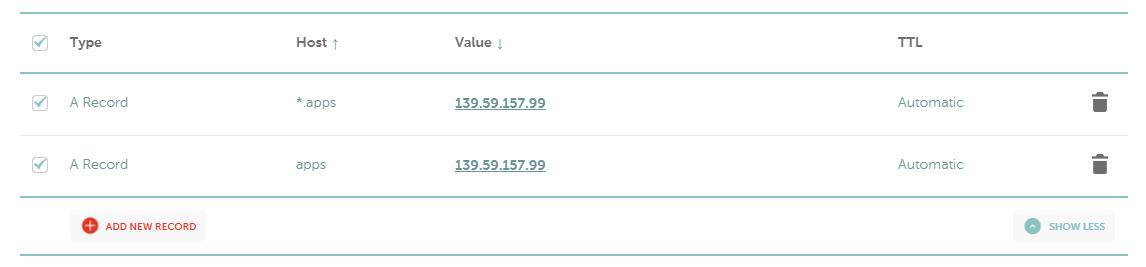 Type Host ↑ Value ↓ TTL
A Record *.apps 139.59.157.99 Automatic
A Record apps 139.59.157.99 Automatic
ADD NEW RECORD SHOW LESS